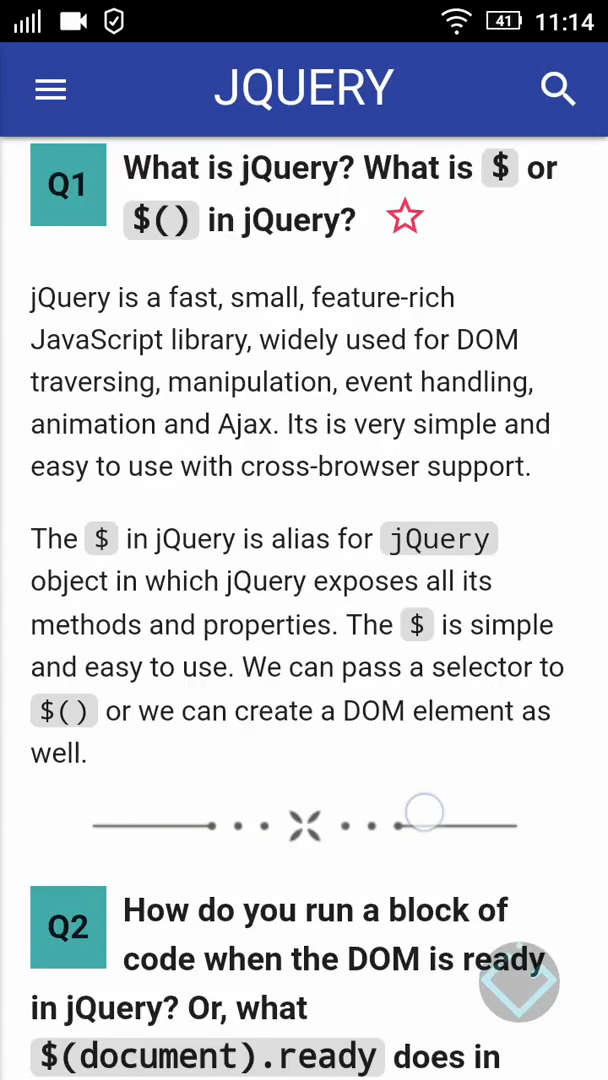 41 11:14
JQUERY
Q1
What is jQuery? What is $ or
$() in jQuery?
jQuery is a fast, small, feature-rich
JavaScript library, widely used for DOM
traversing, manipulation, event handling,
animation and Ajax. Its is very simple and
easy to use with cross-browser support.
The $ in jQuery is alias for jQuery
object in which jQuery exposes all its
methods and properties. The $ is simple
and easy to use. We can pass a selector to
$() or we can create a DOM element as
well.
Q2
How do you run a block of
code when the DOM is ready
in jQuery? Or, what
$(document).ready does in